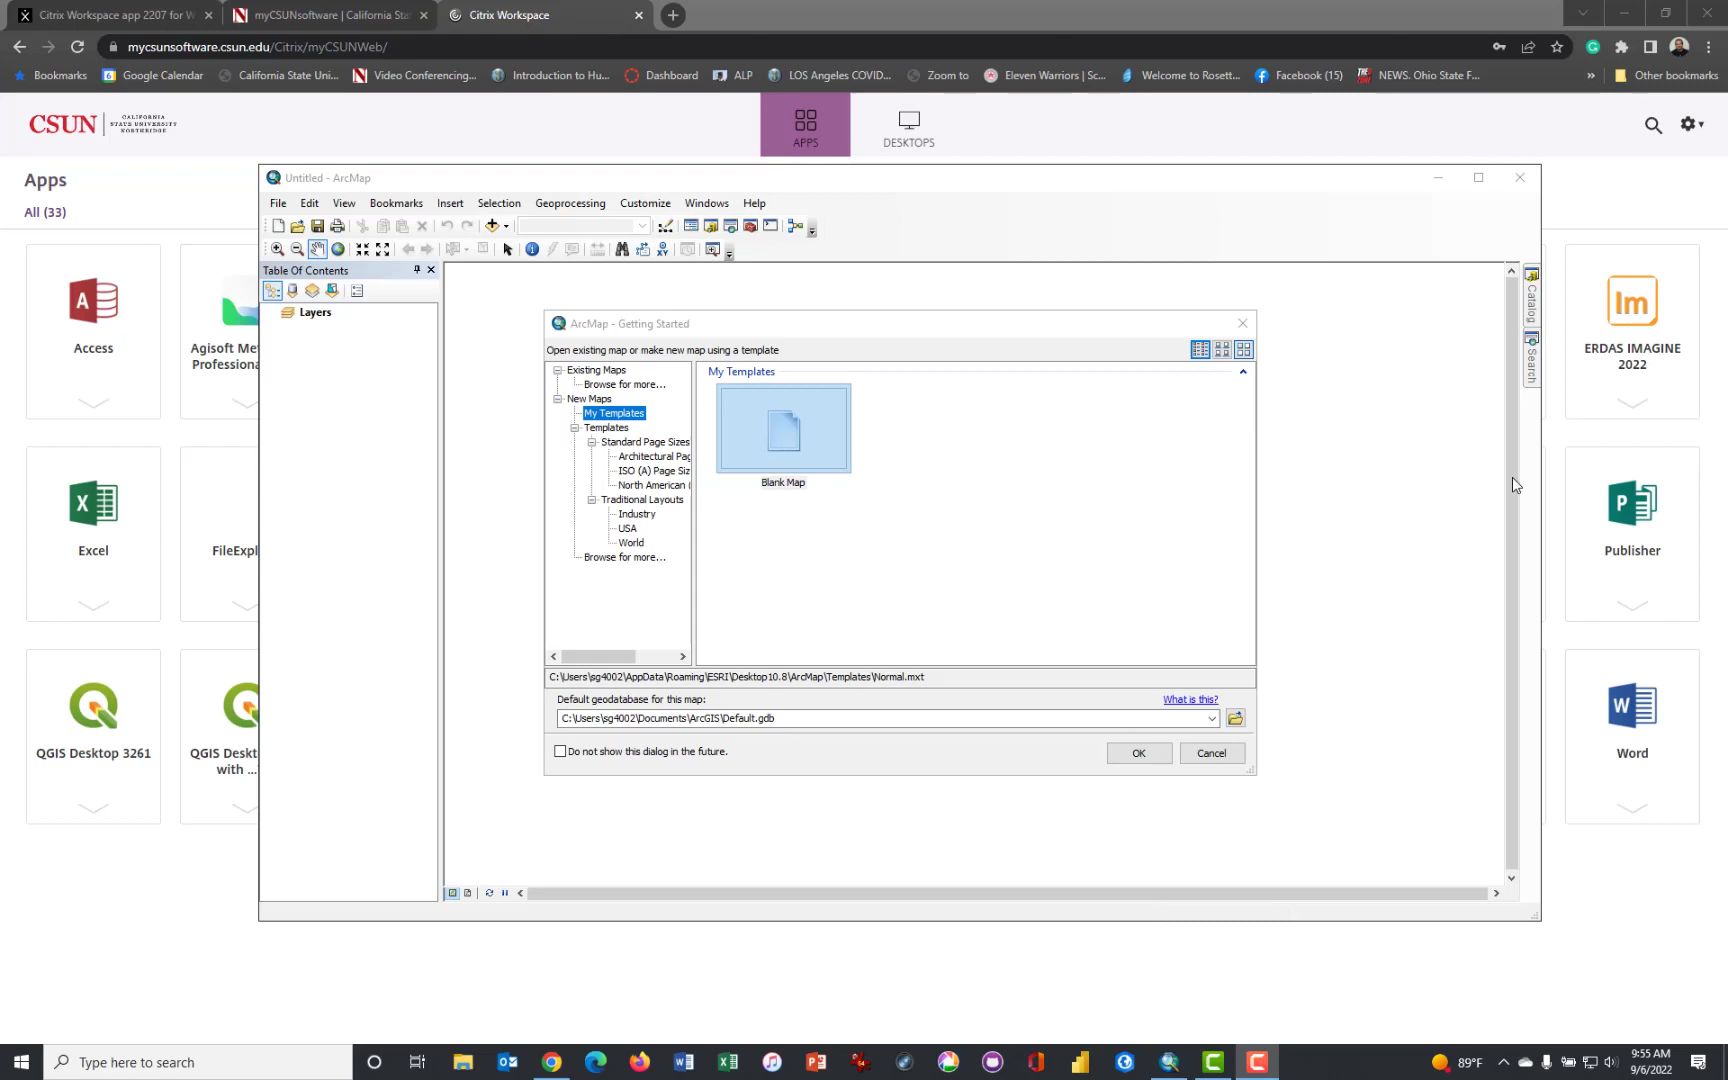 Citrix Workspace app 2207 for W
myCSUNsoftware | California Sta
Citrix Workspace
mycsunsoftware.csun.edu/Citrix/myCSUNWeb/
Bookmarks
Google Calendar
California State Uni...
Video Conferencing...
Introduction to Hu...
Dashboard
ALP
LOS Angeles COVID...
Zoom to
Eleven Warriors | Sc...
Welcome to Rosett...
Facebook (15)
NEWS. Ohio State F...
»
Other bookmarks
CSUN
CALIFORNIA
STATE UNIVERSITY
NORTHRIDGE
APPS
DESKTOPS
Apps
All (33)
Untitled - ArcMap
File Edit View Bookmarks Insert Selection Geoprocessing Customize Windows Help
Table Of Contents
Layers
Catalog
Search
ArcMap - Getting Started
Open existing map or make new map using a template
Existing Maps
Browse for more...
New Maps
My Templates
Templates
Standard Page Sizes
Architectural Pag
ISO (A) Page Siz
North American (
Traditional Layouts
Industry
USA
World
Browse for more...
My Templates
Blank Map
C:\Users\sg4002\AppData\Roaming\ESRI\Desktop10.8\ArcMap\Templates\Normal.mxt
Default geodatabase for this map:
What is this?
C:\Users\sg4002\Documents\ArcGIS\Default.gdb
Do not show this dialog in the future.
OK
Cancel
Access
Agisoft Met
Professiona
Excel
FileExpl
QGIS Desktop 3261
QGIS Deskt
with ...
Im
ERDAS IMAGINE
2022
Publisher
Word
Type here to search
89°F
9:55 AM
9/6/2022